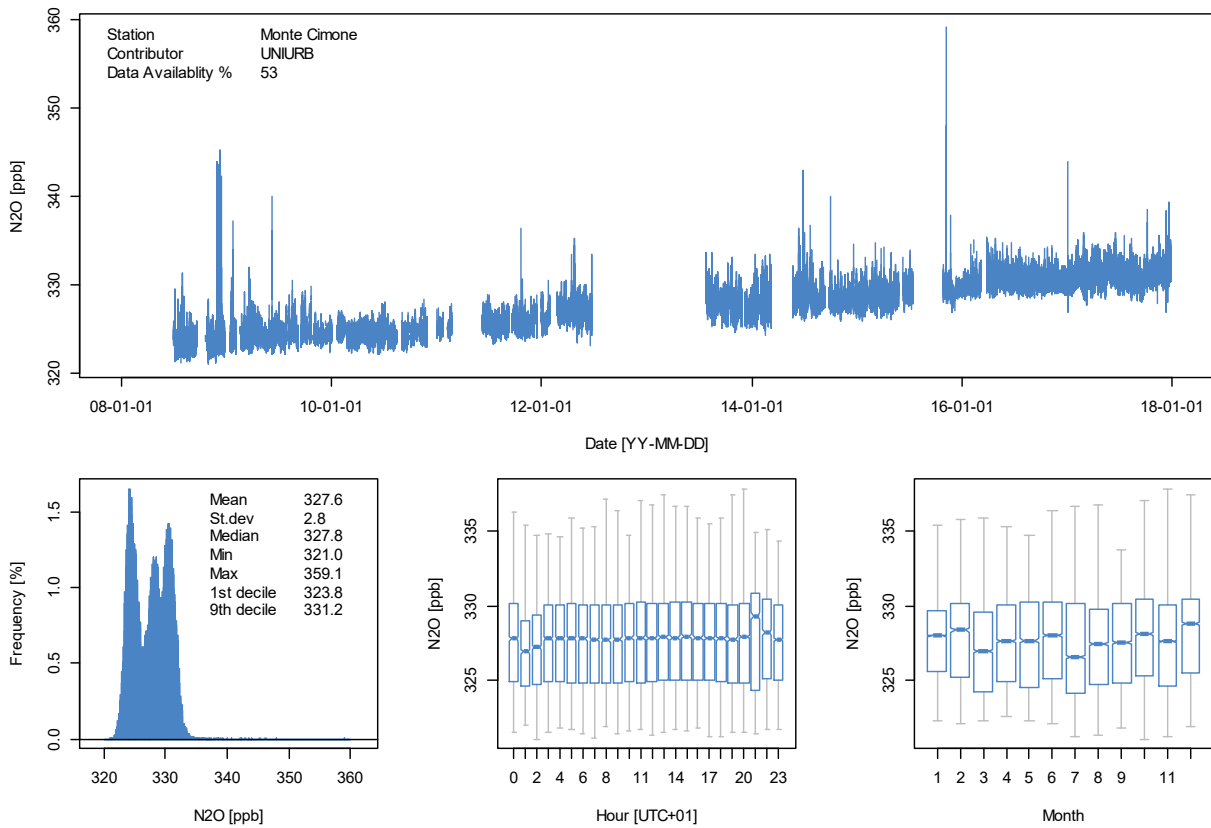 Station Monte Cimone
Contributor UNIURB
Data Availablity % 53
N2O [ppb]
360
350
340
330
320
08-01-01 10-01-01 12-01-01 14-01-01 16-01-01 18-01-01
Date [YY-MM-DD]
Mean 327.6
St.dev 2.8
Median 327.8
Min 321.0
Max 359.1
1st decile 323.8
9th decile 331.2
Frequency [%]
1.5
1.0
0.5
0.0
320 330 340 350 360
N2O [ppb]
N2O [ppb]
335
330
325
0 2 4 6 8 11 14 17 20 23
Hour [UTC+01]
N2O [ppb]
335
330
325
1 2 3 4 5 6 7 8 9 11
Month